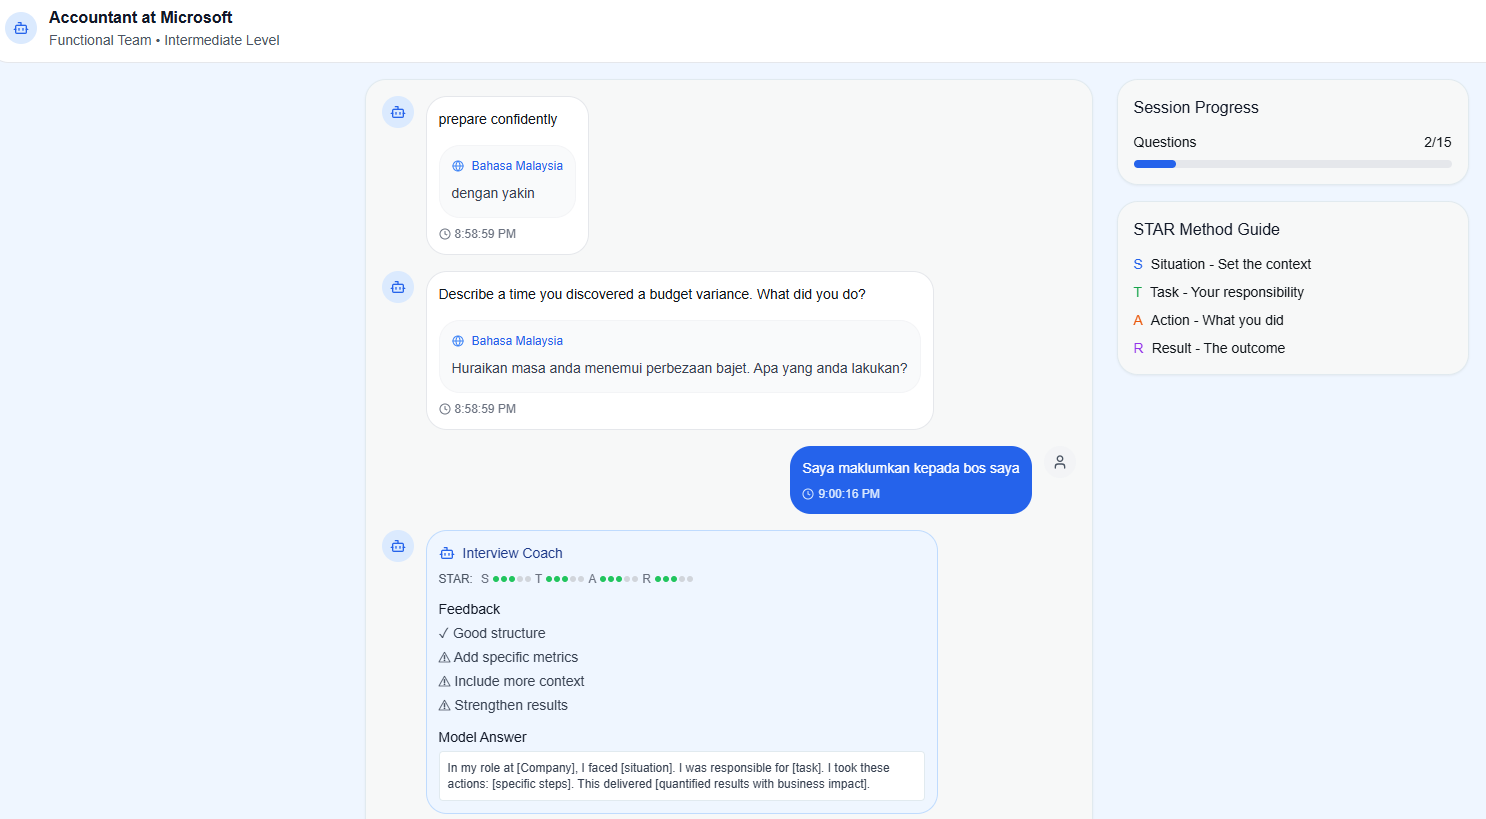 Accountant at Microsoft
Functional Team • Intermediate Level
prepare confidently
Bahasa Malaysia
dengan yakin
8:58:59 PM
Describe a time you discovered a budget variance. What did you do?
Bahasa Malaysia
Huraikan masa anda menemui perbezaan bajet. Apa yang anda lakukan?
8:58:59 PM
Saya maklumkan kepada bos saya
9:00:16 PM
Interview Coach
STAR: S T A R
Feedback
✓ Good structure
⚠ Add specific metrics
⚠ Include more context
⚠ Strengthen results
Model Answer
In my role at [Company], I faced [situation]. I was responsible for [task]. I took these
actions: [specific steps]. This delivered [quantified results with business impact].
Session Progress
Questions 2/15
STAR Method Guide
S Situation - Set the context
T Task - Your responsibility
A Action - What you did
R Result - The outcome